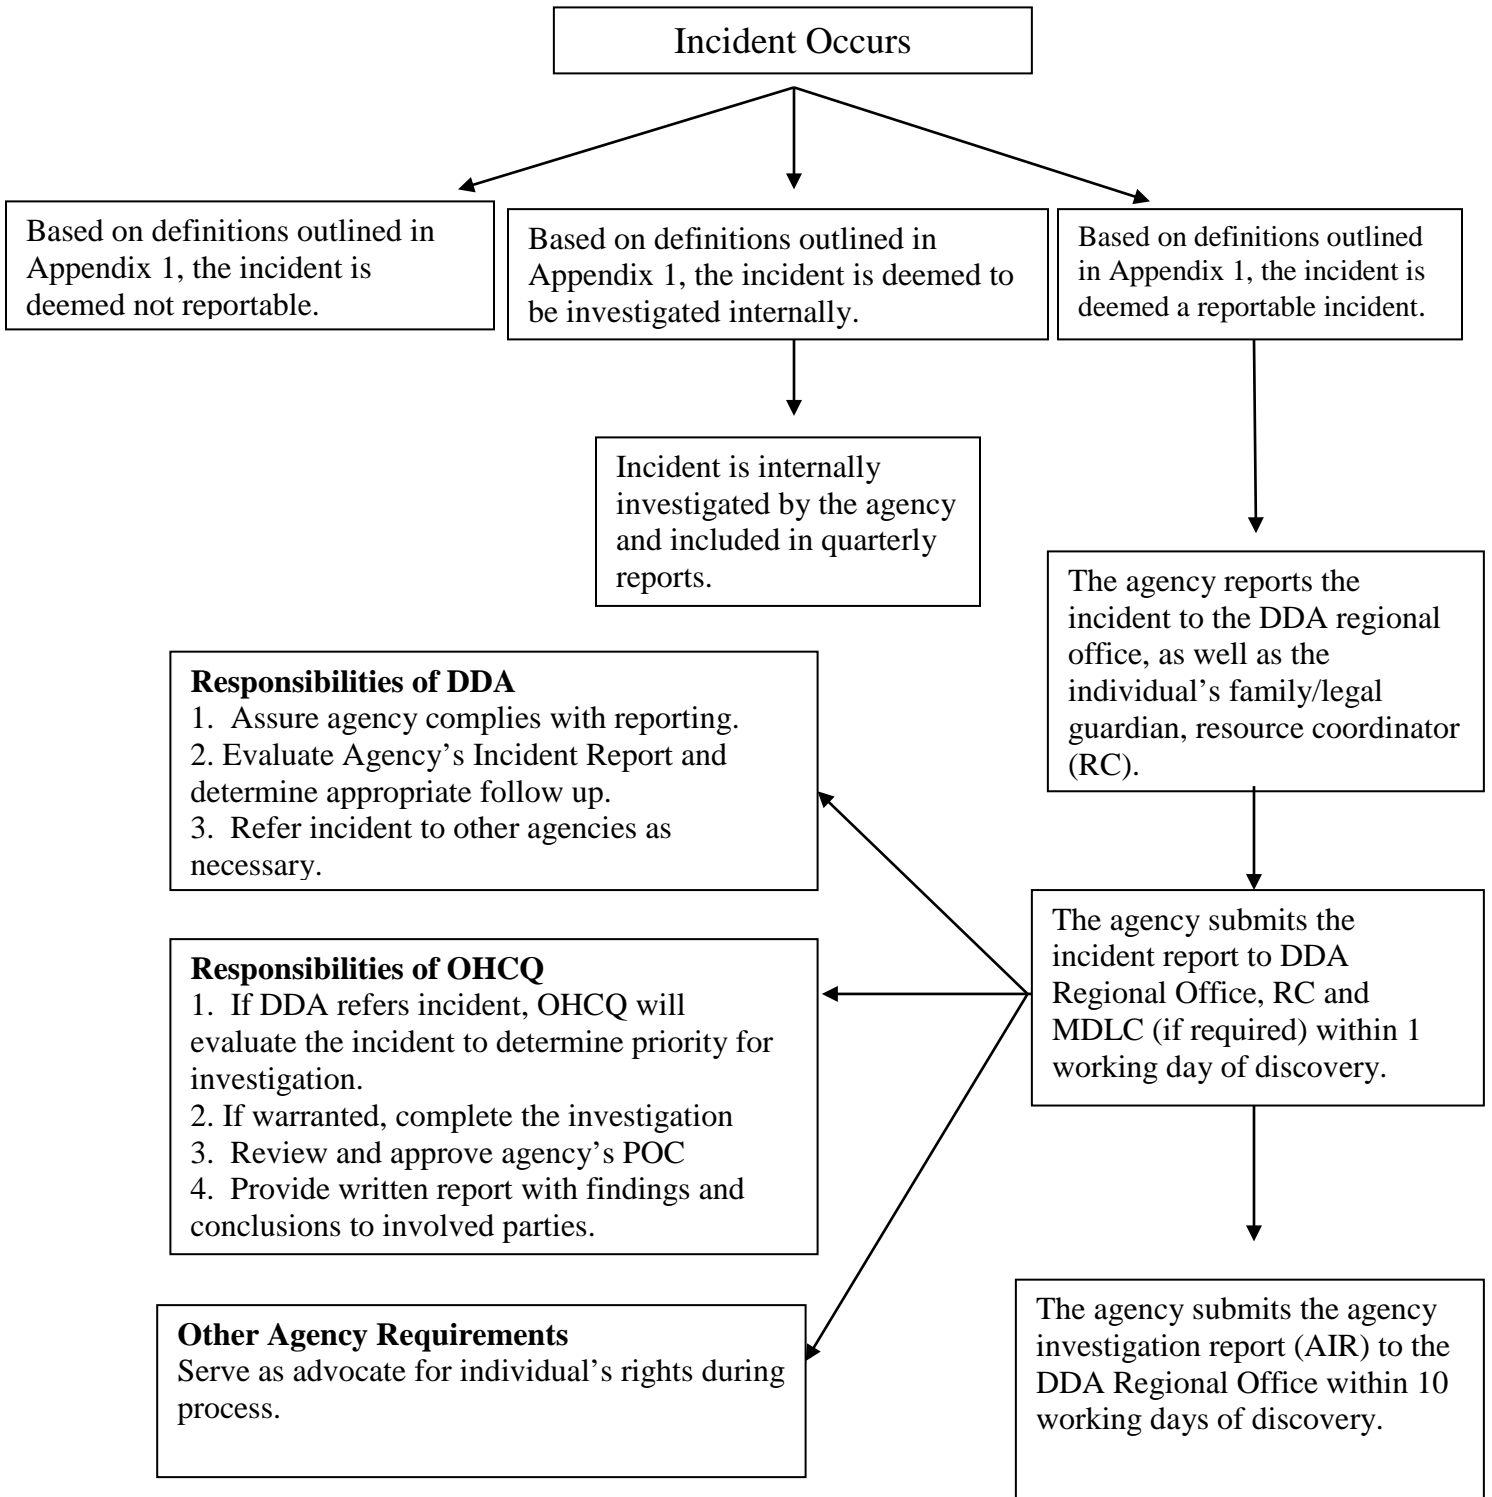 Incident Occurs
Based on definitions outlined in
Appendix 1, the incident is
deemed not reportable.
Based on definitions outlined in
Appendix 1, the incident is deemed to
be investigated internally.
Based on definitions outlined
in Appendix 1, the incident is
deemed a reportable incident.
Incident is internally
investigated by the agency
and included in quarterly
reports.
The agency reports the
incident to the DDA regional
office, as well as the
individual’s family/legal
guardian, resource coordinator
(RC).
Responsibilities of DDA
1.  Assure agency complies with reporting.
2. Evaluate Agency’s Incident Report and
determine appropriate follow up.
3.  Refer incident to other agencies as
necessary.
The agency submits the
incident report to DDA
Regional Office, RC and
MDLC (if required) within 1
working day of discovery.
Responsibilities of OHCQ
1.  If DDA refers incident, OHCQ will
evaluate the incident to determine priority for
investigation.
2. If warranted, complete the investigation
3.  Review and approve agency’s POC
4.  Provide written report with findings and
conclusions to involved parties.
Other Agency Requirements
Serve as advocate for individual’s rights during
process.
The agency submits the agency
investigation report (AIR) to the
DDA Regional Office within 10
working days of discovery.